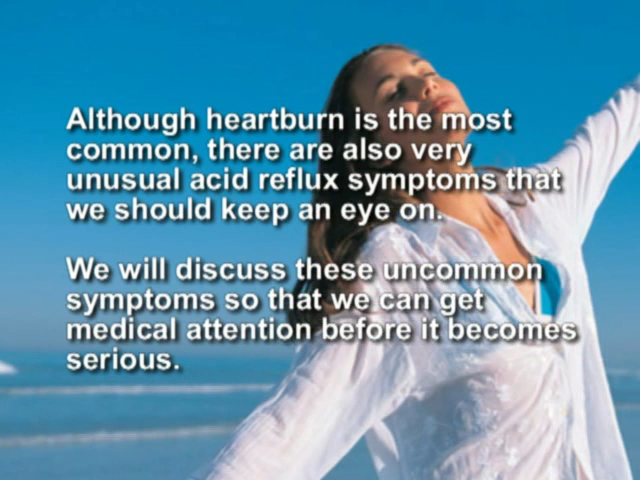 Although heartburn is the most
common, there are also very
unusual acid reflux symptoms that
we should keep an eye on.
We will discuss these uncommon
symptoms so that we can get
medical attention before it becomes
serious.